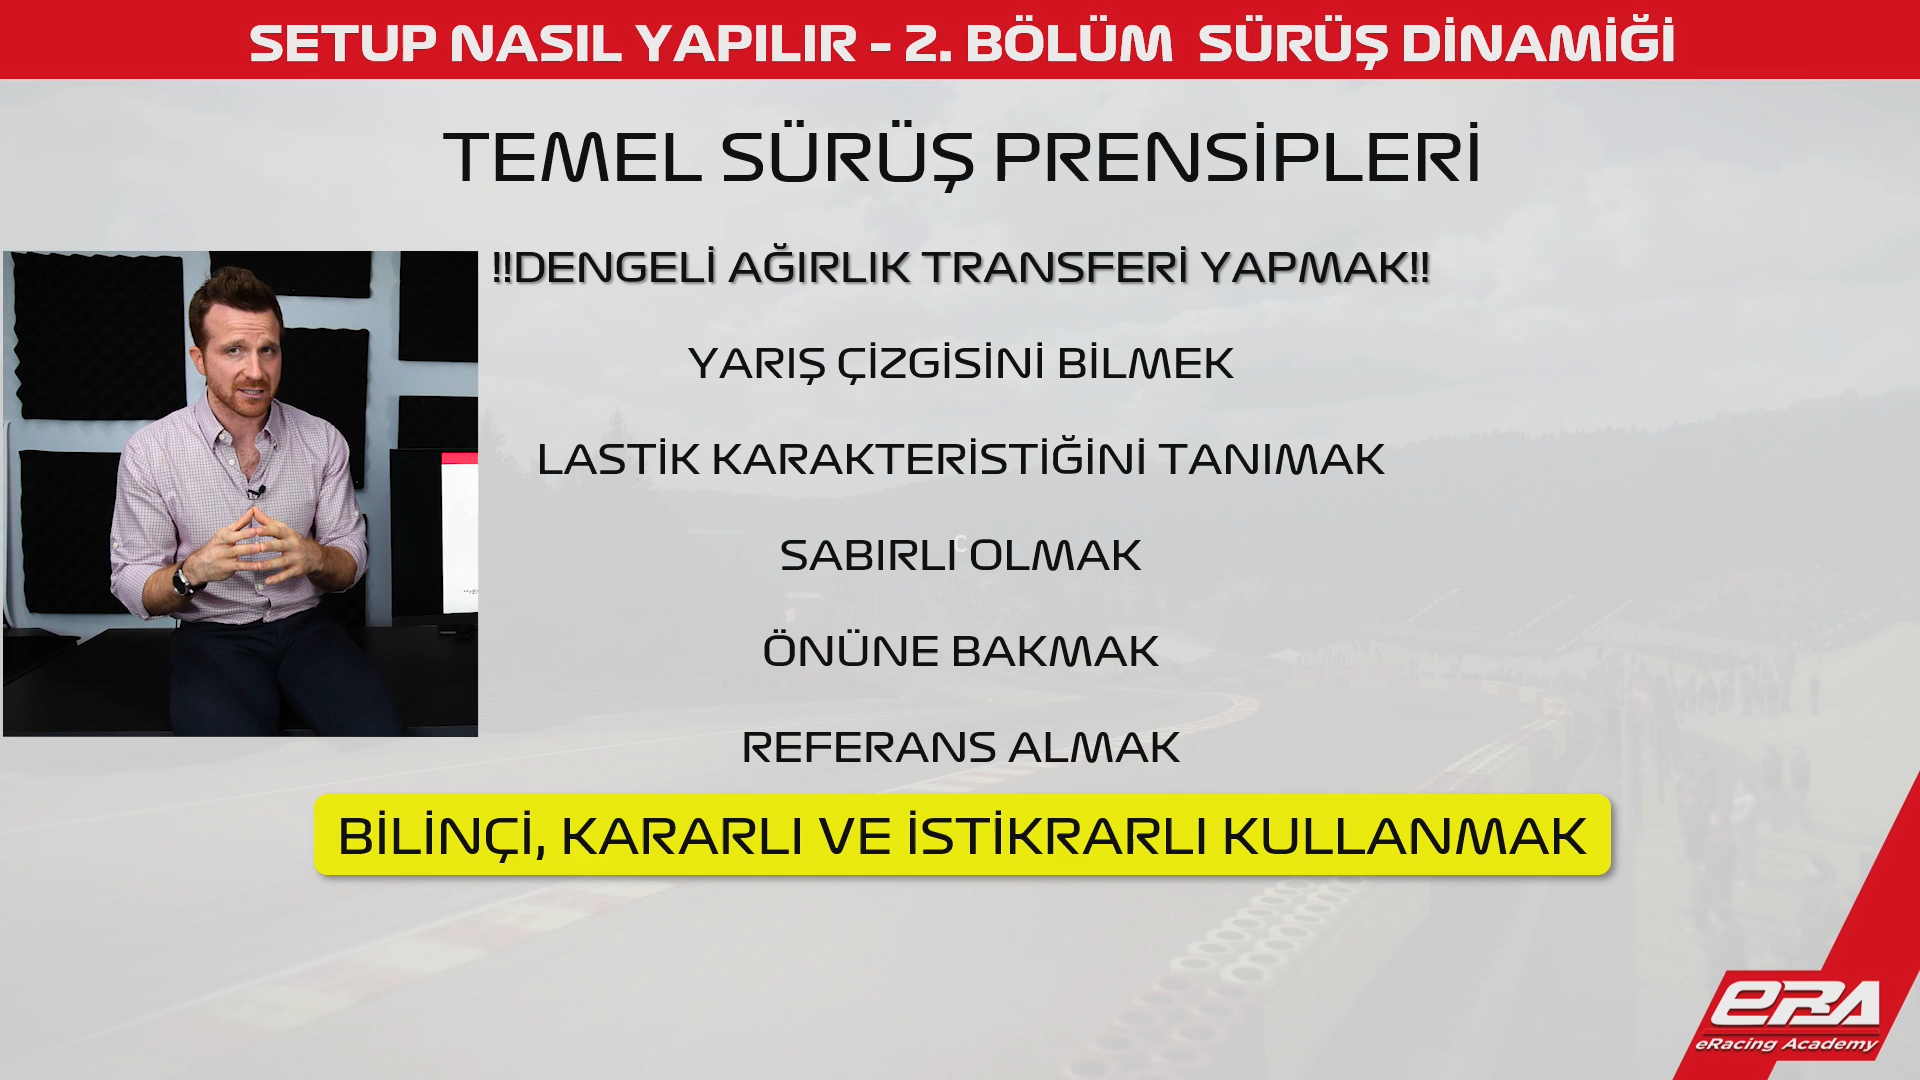 SETUP NASIL YAPILIR - 2. BÖLÜM SÜRÜŞ DİNAMİĞİ
TEMEL SÜRÜŞ PRENSİPLERİ
!!DENGELİ AĞIRLIK TRANSFERİ YAPMAK!!
YARIŞ ÇİZGİSİNİ BİLMEK
LASTİK KARAKTERİSTİĞİNİ TANIMAK
SABIRLI OLMAK
ÖNÜNE BAKMAK
REFERANS ALMAK
BİLİNÇİ, KARARLI VE İSTİKRARLI KULLANMAK
eRA
eRacing Academy